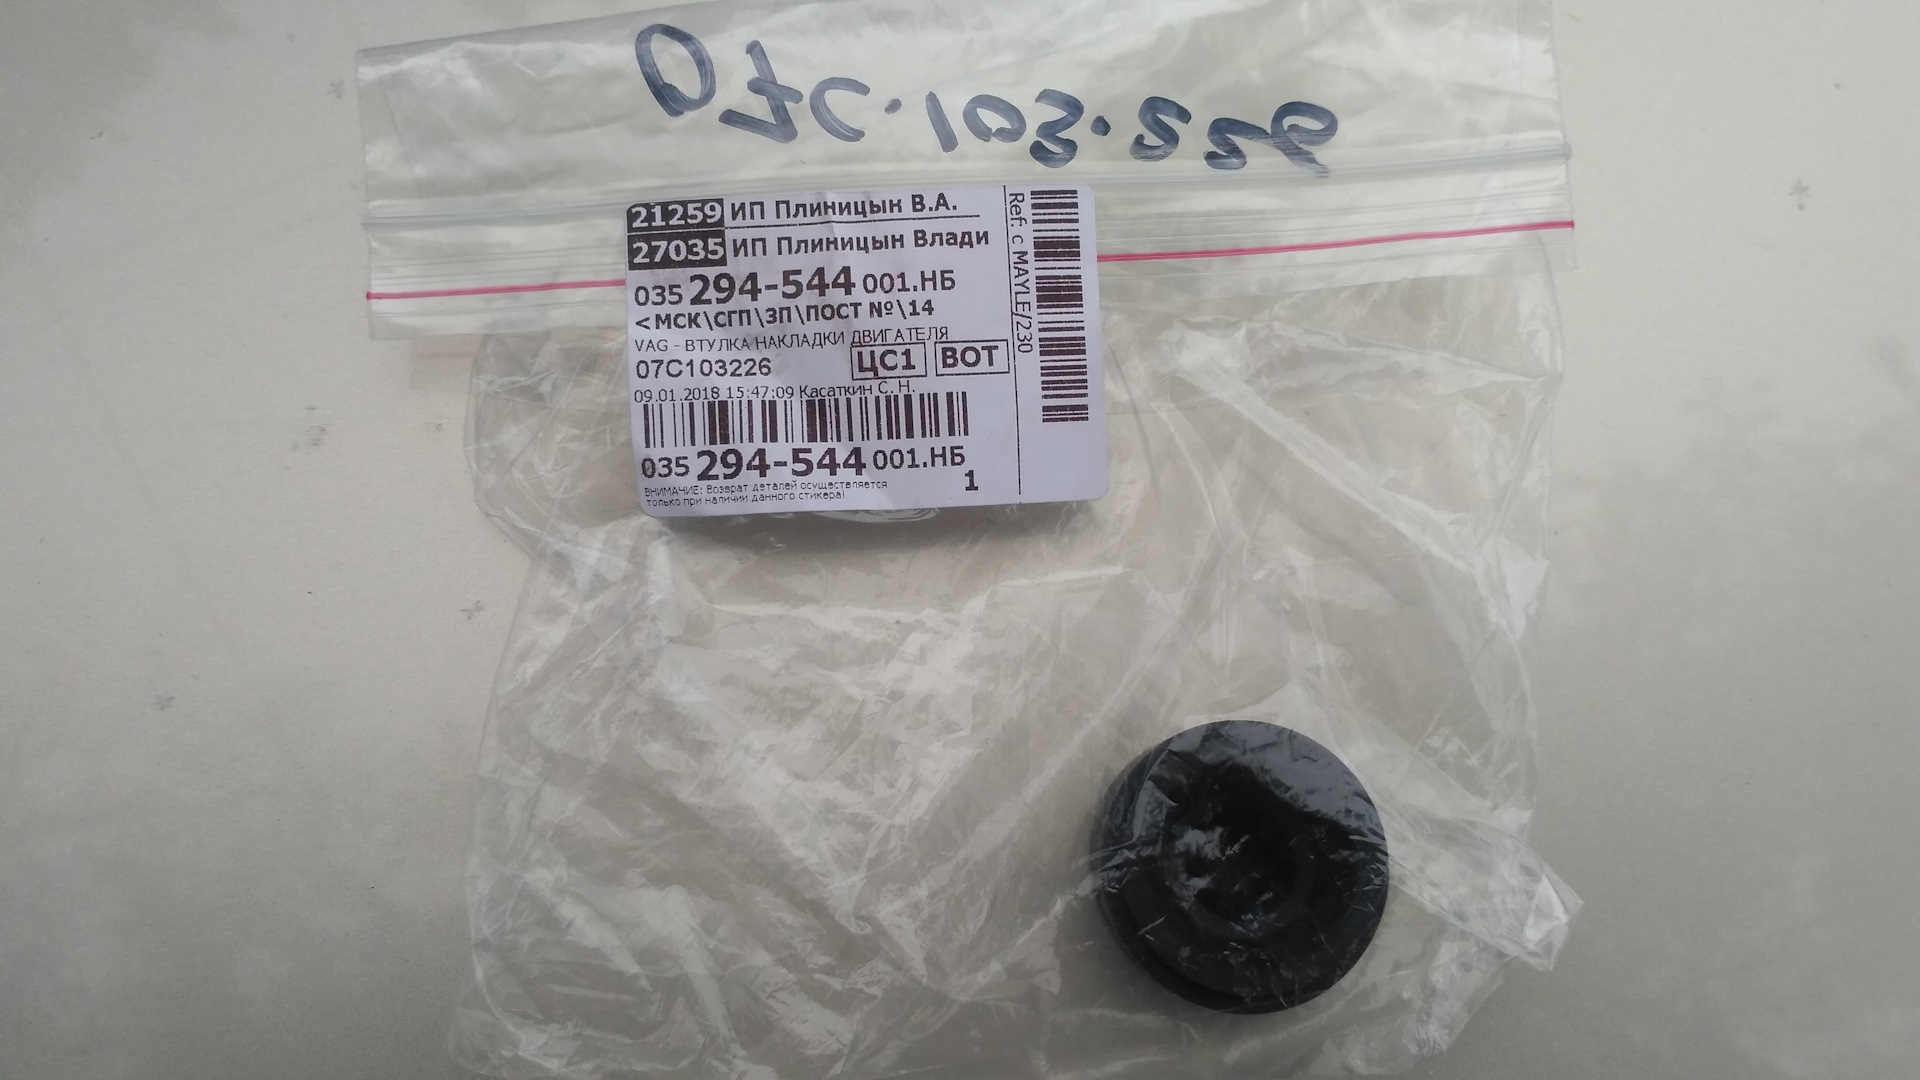 07C.103.226
21259 ИП Плиницын В.А.
27035 ИП Плиницын Влади
035 294-544 001.НБ
<МСК\СГП\ЗП\ПОСТ №\14
VAG - ВТУЛКА НАКЛАДКИ ДВИГАТЕЛЯ
07C103226 ЦС1 ВОТ
09.01.2018 15:47:09 Касаткин С. Н.
035 294-544 001.НБ
1
ВНИМАНИЕ: Возврат деталей осуществляется
только при наличии данного стикера!
Ref: с MAYLE/230